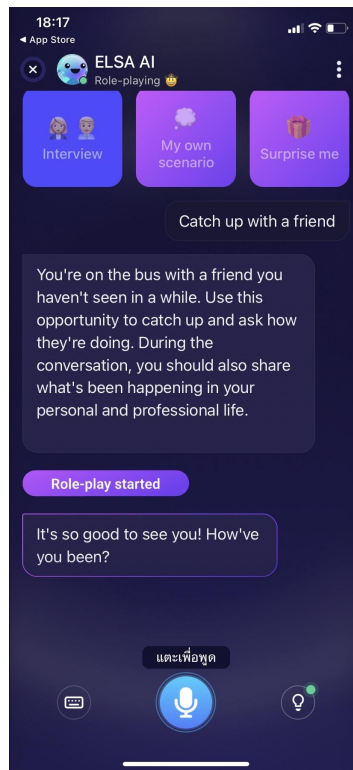 18:17
◀ App Store
ELSA AI
Role-playing 🤠
Interview
My own
scenario
Surprise me
Catch up with a friend
You're on the bus with a friend you
haven't seen in a while. Use this
opportunity to catch up and ask how
they're doing. During the
conversation, you should also share
what's been happening in your
personal and professional life.
Role-play started
It's so good to see you! How've
you been?
แตะเพื่อพูด